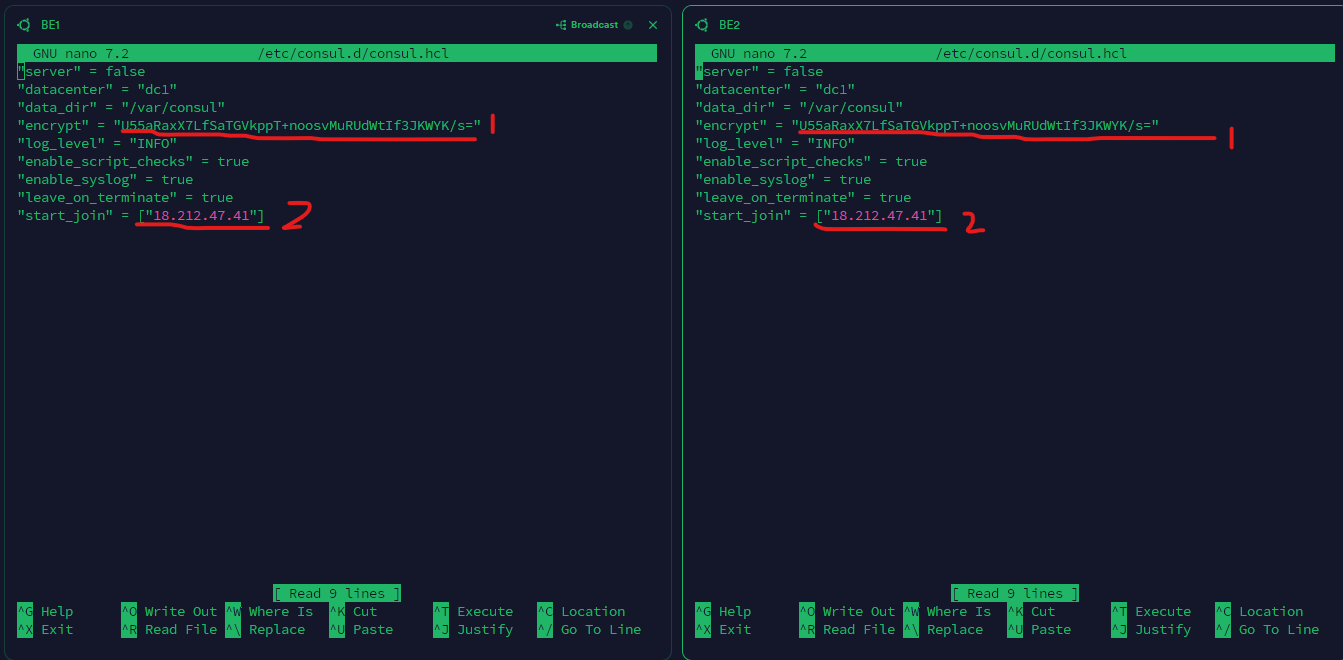 BE1
Broadcast
GNU nano 7.2 /etc/consul.d/consul.hcl
"server" = false
"datacenter" = "dc1"
"data_dir" = "/var/consul"
"encrypt" = "U55aRaxX7LfSaTGVkppT+noosvMuRUdWtIf3JKWYK/s=" 1
"log_level" = "INFO"
"enable_script_checks" = true
"enable_syslog" = true
"leave_on_terminate" = true
"start_join" = ["18.212.47.41"] 2
[ Read 9 lines ]
^G Help ^O Write Out ^W Where Is ^K Cut ^T Execute ^C Location
^X Exit ^R Read File ^\ Replace ^U Paste ^J Justify ^/ Go To Line
BE2
GNU nano 7.2 /etc/consul.d/consul.hcl
"server" = false
"datacenter" = "dc1"
"data_dir" = "/var/consul"
"encrypt" = "U55aRaxX7LfSaTGVkppT+noosvMuRUdWtIf3JKWYK/s=" 1
"log_level" = "INFO"
"enable_script_checks" = true
"enable_syslog" = true
"leave_on_terminate" = true
"start_join" = ["18.212.47.41"] 2
[ Read 9 lines ]
^G Help ^O Write Out ^W Where Is ^K Cut ^T Execute ^C Location
^X Exit ^R Read File ^\ Replace ^U Paste ^J Justify ^/ Go To Line